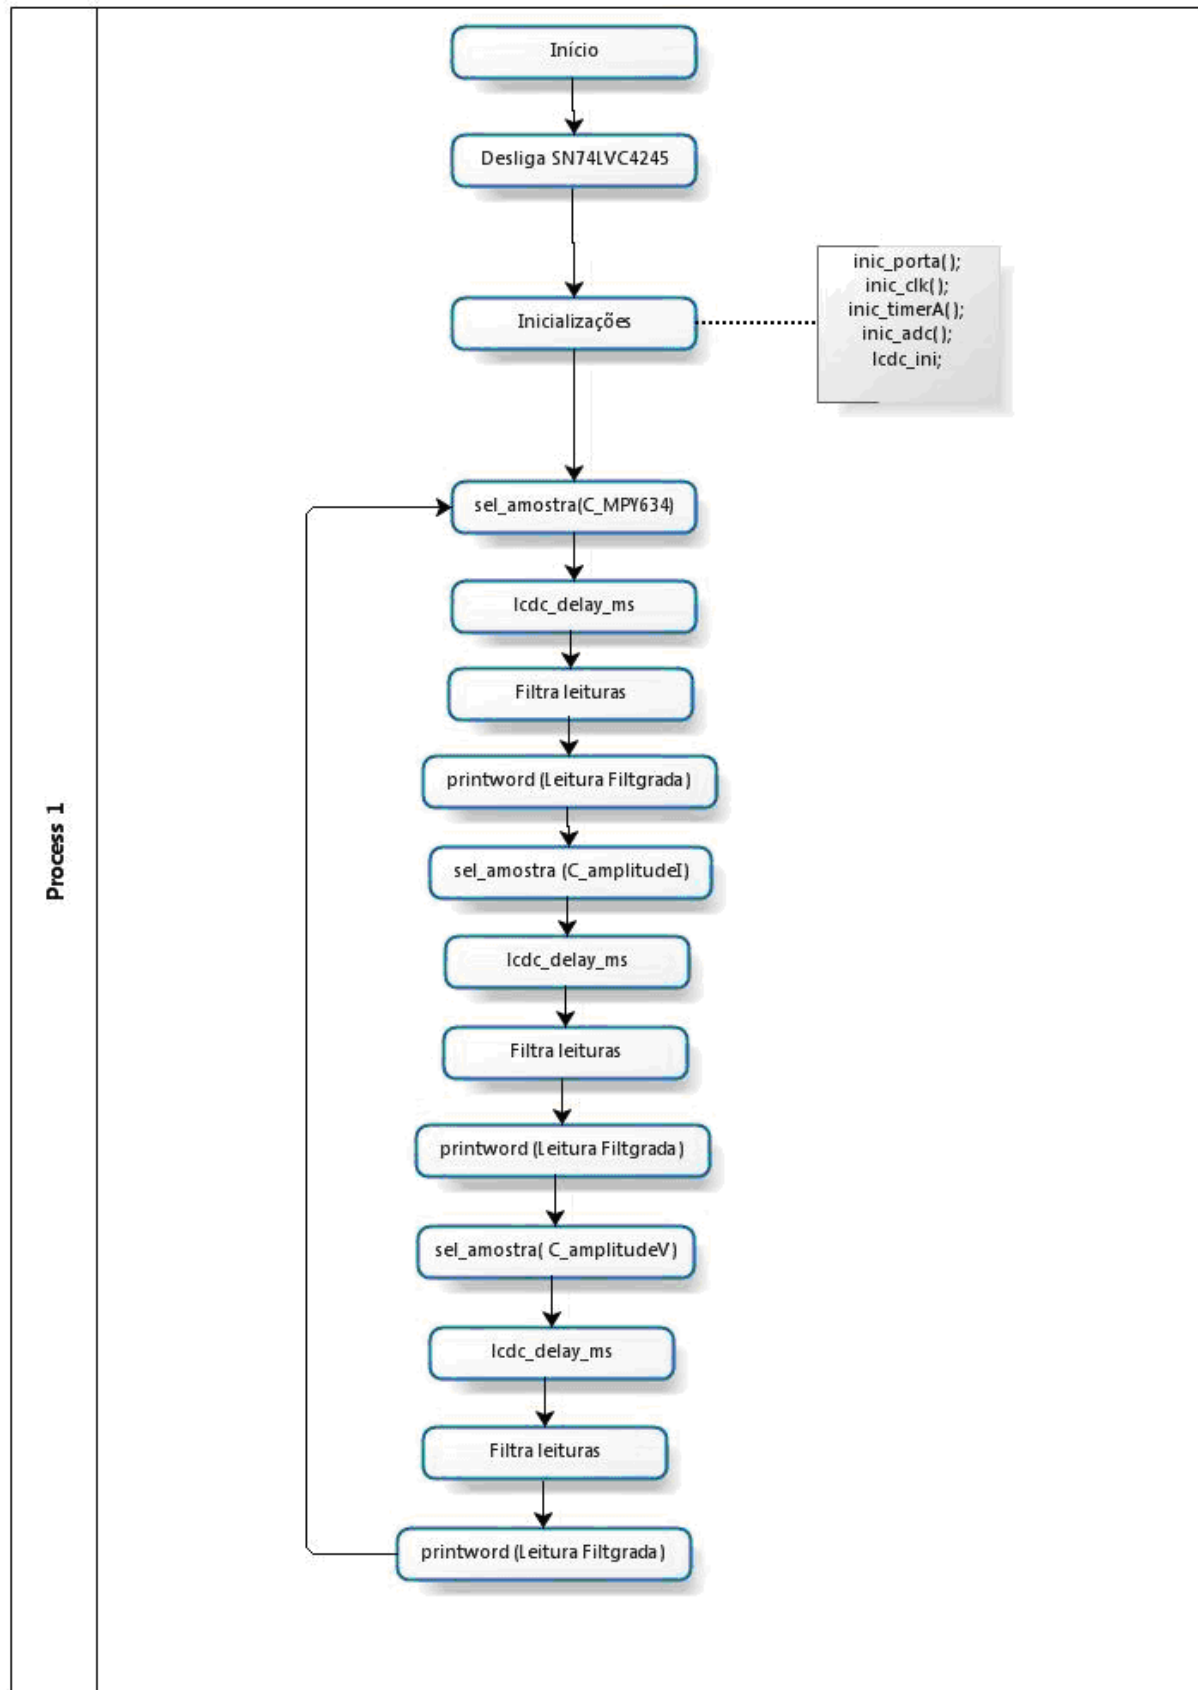 Process 1
Início
Desliga SN74LVC4245
Inicializações
inic_porta();
inic_clk();
inic_timerA();
inic_adc();
lcdc_ini;
sel_amostra(C_MPY634)
lcdc_delay_ms
Filtra leituras
printword (Leitura Filtgrada)
sel_amostra (C_amplitudeI)
lcdc_delay_ms
Filtra leituras
printword (Leitura Filtgrada)
sel_amostra( C_amplitudeV)
lcdc_delay_ms
Filtra leituras
printword (Leitura Filtgrada)